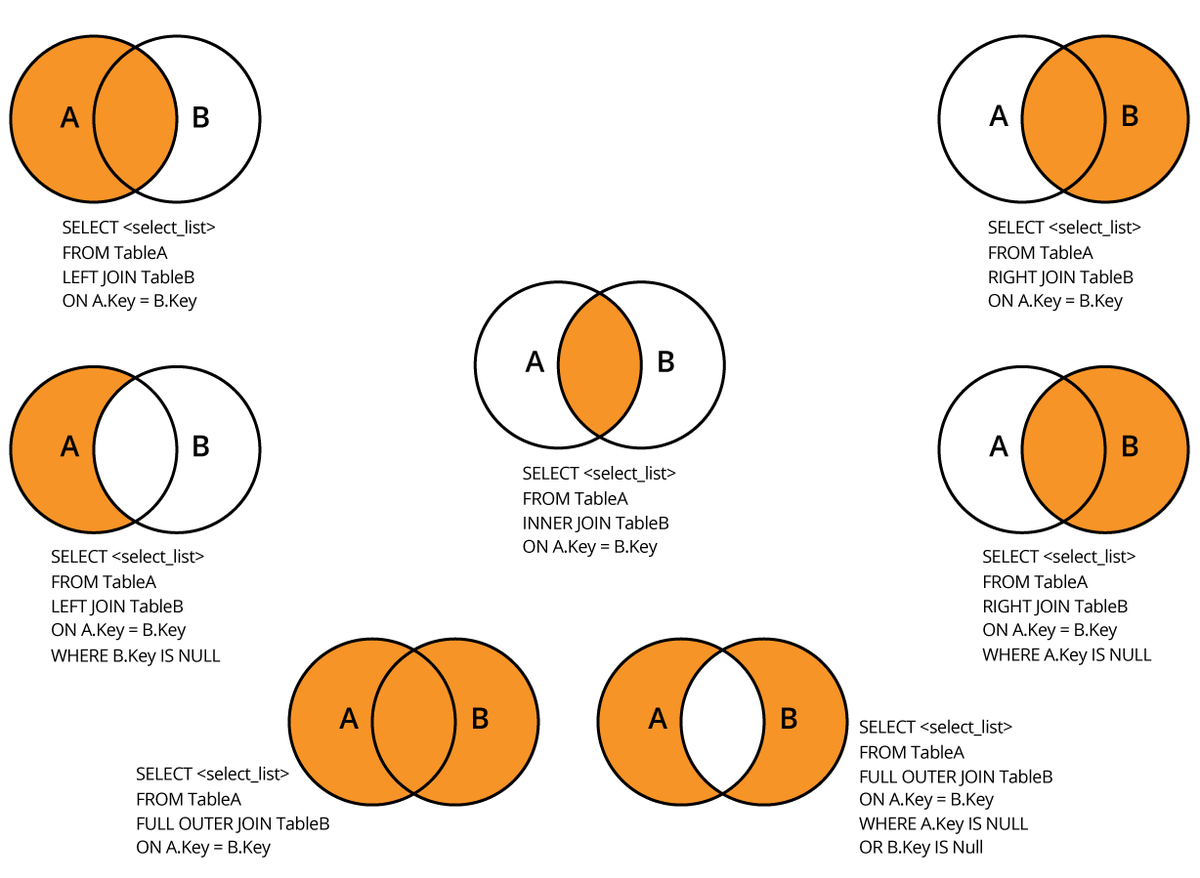 A B
SELECT <select_list>
FROM TableA
LEFT JOIN TableB
ON A.Key = B.Key
A B
SELECT <select_list>
FROM TableA
RIGHT JOIN TableB
ON A.Key = B.Key
A B
SELECT <select_list>
FROM TableA
INNER JOIN TableB
ON A.Key = B.Key
A B
SELECT <select_list>
FROM TableA
LEFT JOIN TableB
ON A.Key = B.Key
WHERE B.Key IS NULL
A B
SELECT <select_list>
FROM TableA
RIGHT JOIN TableB
ON A.Key = B.Key
WHERE A.Key IS NULL
A B
SELECT <select_list>
FROM TableA
FULL OUTER JOIN TableB
ON A.Key = B.Key
A B
SELECT <select_list>
FROM TableA
FULL OUTER JOIN TableB
ON A.Key = B.Key
WHERE A.Key IS NULL
OR B.Key IS Null